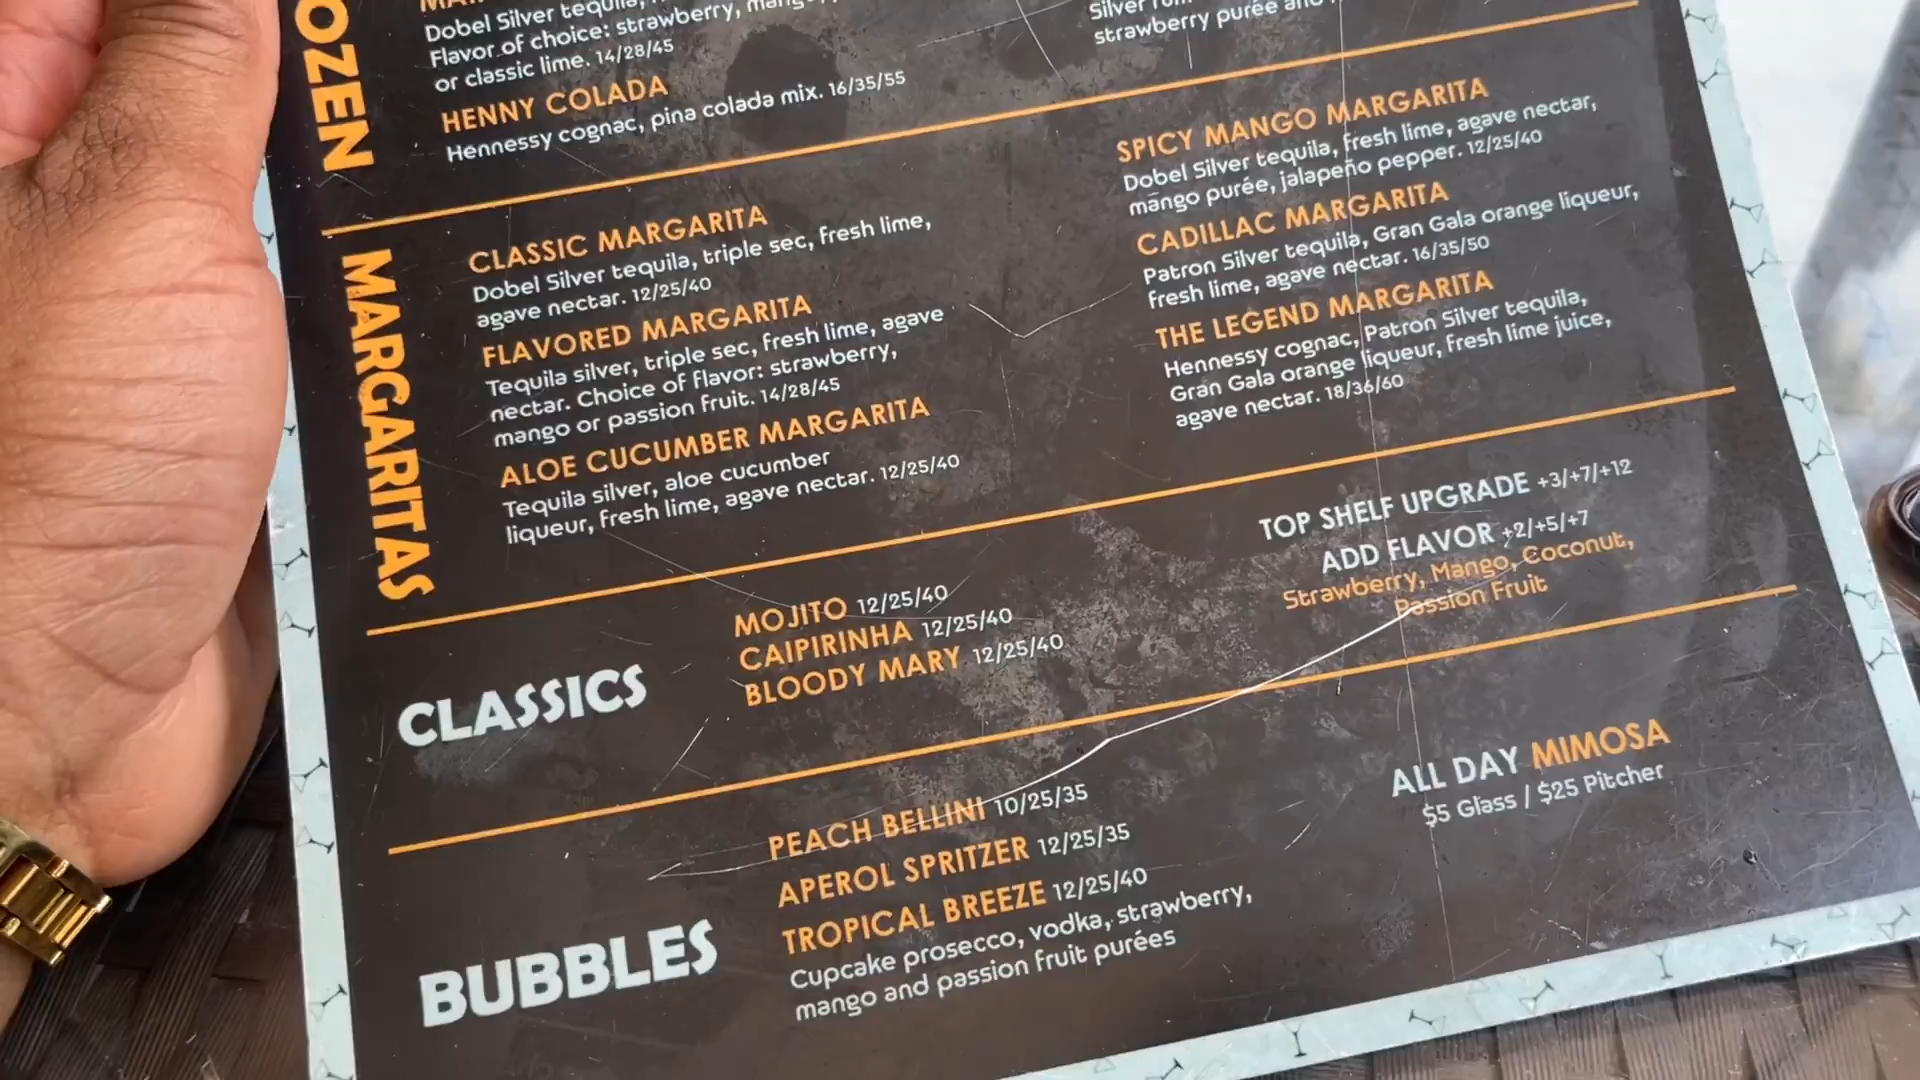 OZEN
Dobel Silver tequila,
Flavor of choice: strawberry,
or classic lime. 14/28/45
HENNY COLADA
Hennessy cognac, pina colada mix. 16/35/55
Silver
strawberry purée
MARGARITAS
CLASSIC MARGARITA
Dobel Silver tequila, triple sec, fresh lime,
agave nectar. 12/25/40
FLAVORED MARGARITA
Tequila silver, triple sec, fresh lime, agave
nectar. Choice of flavor: strawberry,
mango or passion fruit. 14/28/45
ALOE CUCUMBER MARGARITA
Tequila silver, aloe cucumber
liqueur, fresh lime, agave nectar. 12/25/40
SPICY MANGO MARGARITA
Dobel Silver tequila, fresh lime, agave nectar,
mango purée, jalapeño pepper. 12/25/40
CADILLAC MARGARITA
Patron Silver tequila, Gran Gala orange liqueur,
fresh lime, agave nectar. 16/35/50
THE LEGEND MARGARITA
Hennessy cognac, Patron Silver tequila,
Gran Gala orange liqueur, fresh lime juice,
agave nectar. 18/36/60
CLASSICS
MOJITO 12/25/40
CAIPIRINHA 12/25/40
BLOODY MARY 12/25/40
TOP SHELF UPGRADE +3/+7/+12
ADD FLAVOR +2/+5/+7
Strawberry, Mango, Coconut,
Passion Fruit
BUBBLES
PEACH BELLINI 10/25/35
APEROL SPRITZER 12/25/35
TROPICAL BREEZE 12/25/40
Cupcake prosecco, vodka, strawberry,
mango and passion fruit purées
ALL DAY MIMOSA
$5 Glass / $25 Pitcher